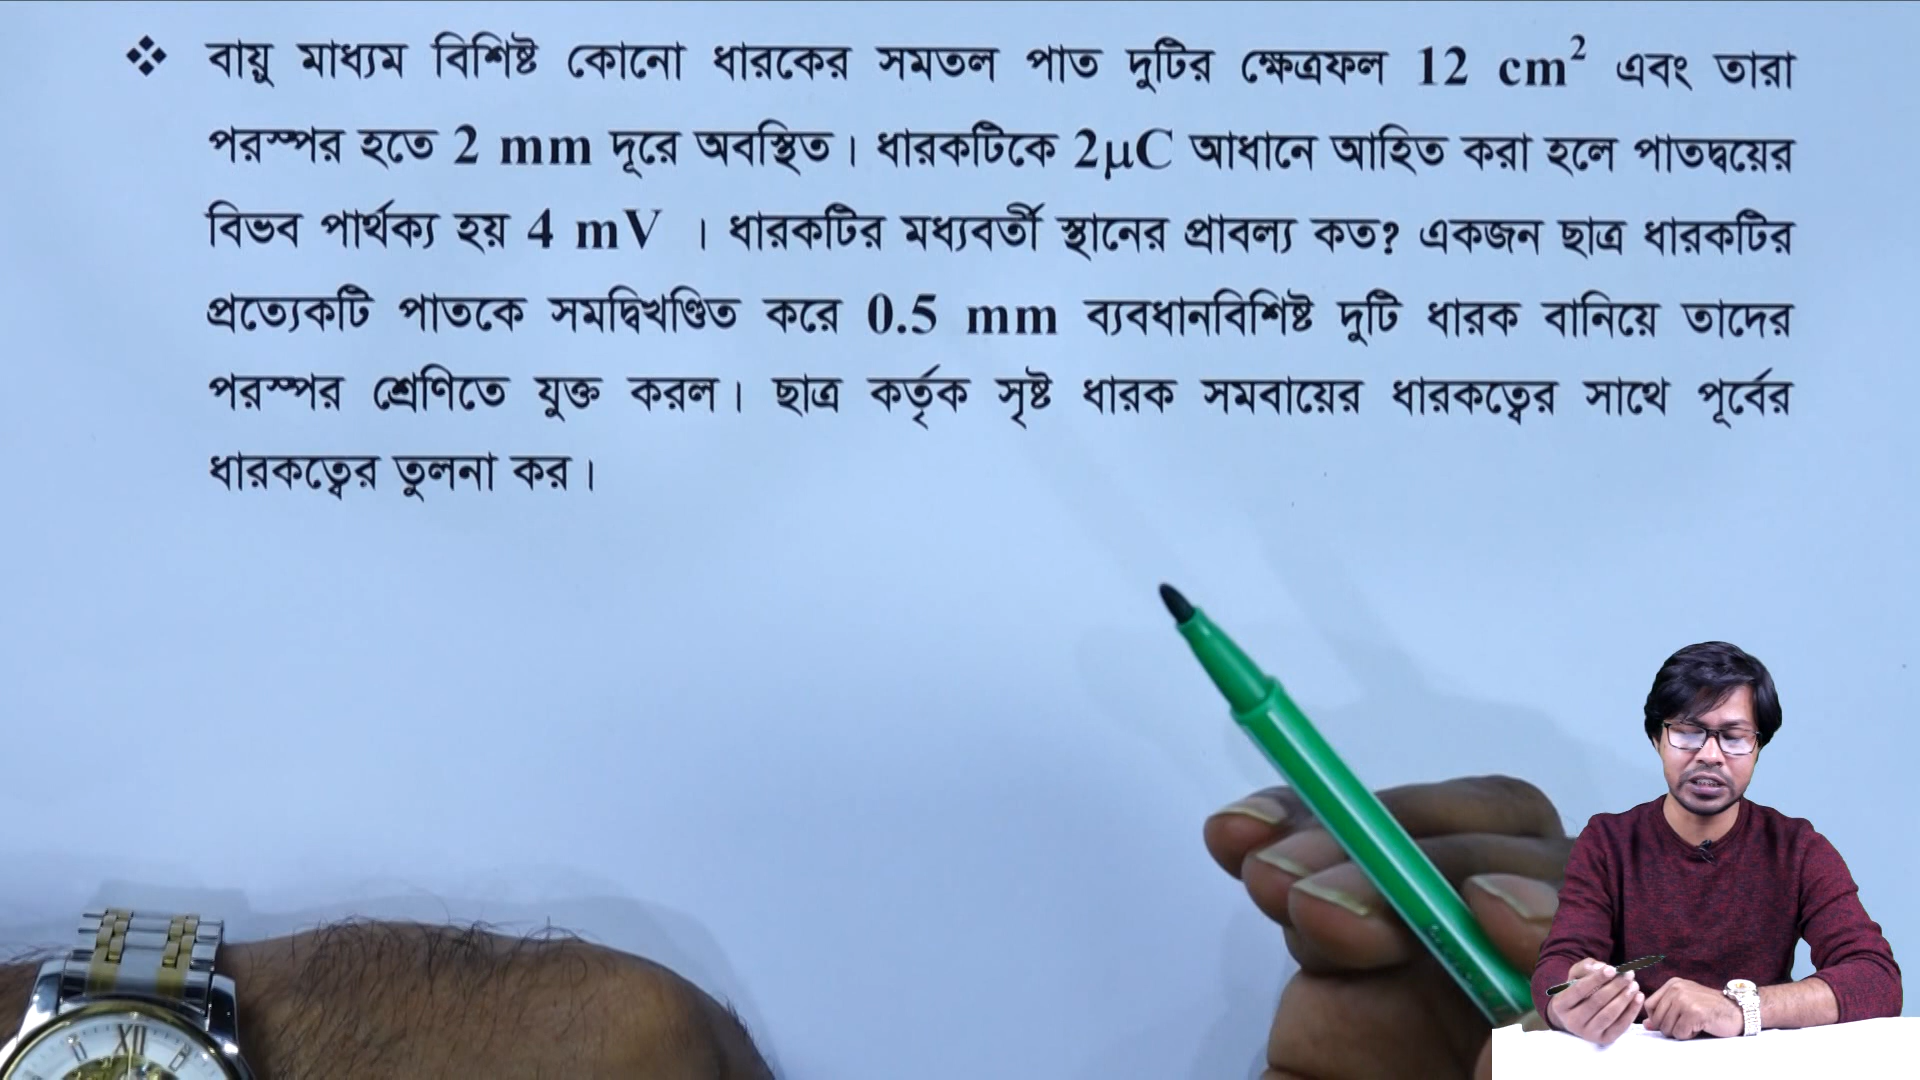 ❖ বায়ু মাধ্যম বিশিষ্ট কোনো ধারকের সমতল পাত দুটির ক্ষেত্রফল 12 cm² এবং তারা
পরস্পর হতে 2 mm দূরে অবস্থিত। ধারকটিকে 2μC আধানে আহিত করা হলে পাতদ্বয়ের
বিভব পার্থক্য হয় 4 mV । ধারকটির মধ্যবর্তী স্থানের প্রাবল্য কত? একজন ছাত্র ধারকটির
প্রত্যেকটি পাতকে সমদ্বিখণ্ডিত করে 0.5 mm ব্যবধানবিশিষ্ট দুটি ধারক বানিয়ে তাদের
পরস্পর শ্রেণিতে যুক্ত করল। ছাত্র কর্তৃক সৃষ্ট ধারক সমবায়ের ধারকত্বের সাথে পূর্বের
ধারকত্বের তুলনা কর।
XII